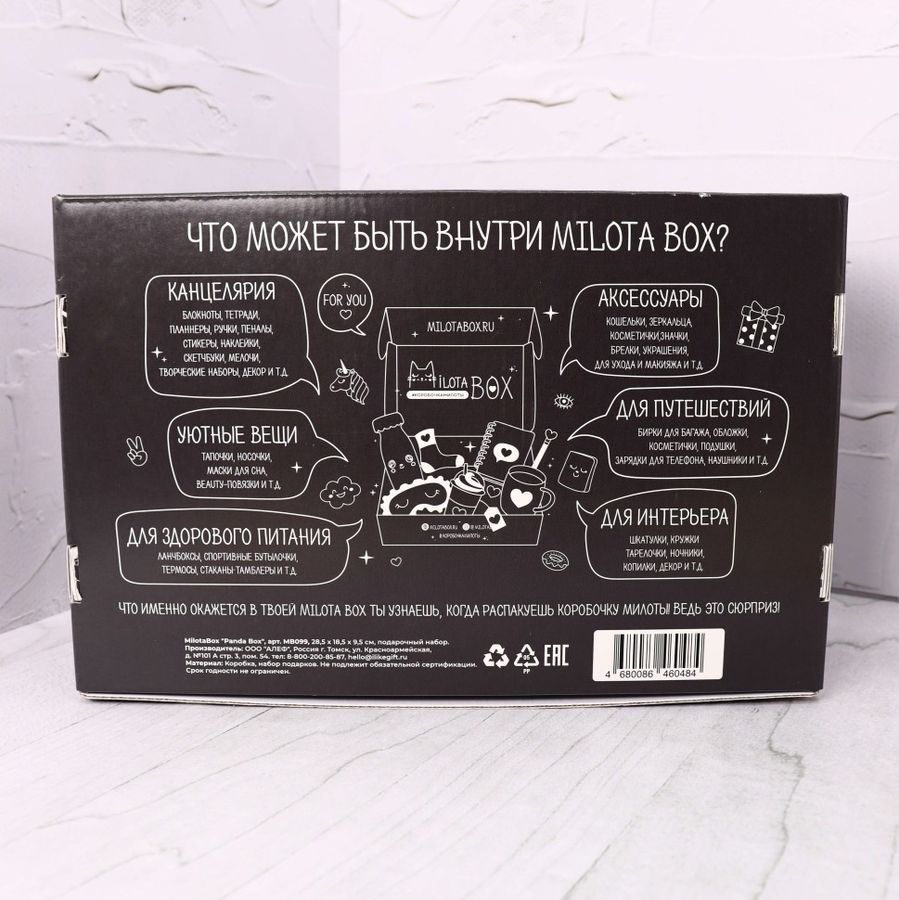 ЧТО МОЖЕТ БЫТЬ ВНУТРИ MILOTA BOX?
КАНЦЕЛЯРИЯ
БЛОКНОТЫ, ТЕТРАДИ,
ПЛАННЕРЫ, РУЧКИ, ПЕНАЛЫ,
СТИКЕРЫ, НАКЛЕЙКИ,
СКЕТЧБУКИ, МЕЛОЧИ,
ТВОРЧЕСКИЕ НАБОРЫ, ДЕКОР И Т.Д.
FOR YOU
АКСЕССУАРЫ
КОШЕЛЬКИ, ЗЕРКАЛЬЦА,
КОСМЕТИЧКИ,ЗНАЧКИ,
БРЕЛКИ, УКРАШЕНИЯ,
ДЛЯ УХОДА И МАКИЯЖА И Т.Д.
MILOTABOX.RU
MILOTA BOX
#КОРОБОЧКАМИЛОТЫ
УЮТНЫЕ ВЕЩИ
ТАПОЧКИ, НОСОЧКИ,
МАСКИ ДЛЯ СНА,
BEAUTY-ПОВЯЗКИ И Т.Д.
ДЛЯ ПУТЕШЕСТВИЙ
БИРКИ ДЛЯ БАГАЖА, ОБЛОЖКИ,
КОСМЕТИЧКИ, ПОДУШКИ,
ЗАРЯДКИ ДЛЯ ТЕЛЕФОНА, НАУШНИКИ И Т.Д.
ДЛЯ ЗДОРОВОГО ПИТАНИЯ
ЛАНЧБОКСЫ, СПОРТИВНЫЕ БУТЫЛОЧКИ,
ТЕРМОСЫ, СТАКАНЫ-ТАМБЛЕРЫ И Т.Д.
ДЛЯ ИНТЕРЬЕРА
ШКАТУЛКИ, КРУЖКИ
ТАРЕЛОЧКИ, НОЧНИКИ,
КОПИЛКИ, ДЕКОР И Т.Д.
#КОРОБОЧКАМИЛОТЫ
ЧТО ИМЕННО ОКАЖЕТСЯ В ТВОЕЙ MILOTA BOX ТЫ УЗНАЕШЬ, КОГДА РАСПАКУЕШЬ КОРОБОЧКУ МИЛОТЫ! ВЕДЬ ЭТО СЮРПРИЗ!
MilotaBox "Panda Box", арт. MB099, 28,5 x 18,5 x 9,5 см, подарочный набор.
Производитель: ООО "АЛЕФ", Россия г. Томск, ул. Красноармейская,
д. №101 А стр. 3, пом. 54. тел: 8-800-200-85-87, hello@ilikegift.ru
Материал: Коробка, набор подарков. Не подлежит обязательной сертификации.
Срок годности не ограничен.
05
PP
EAC
4 680086 460484